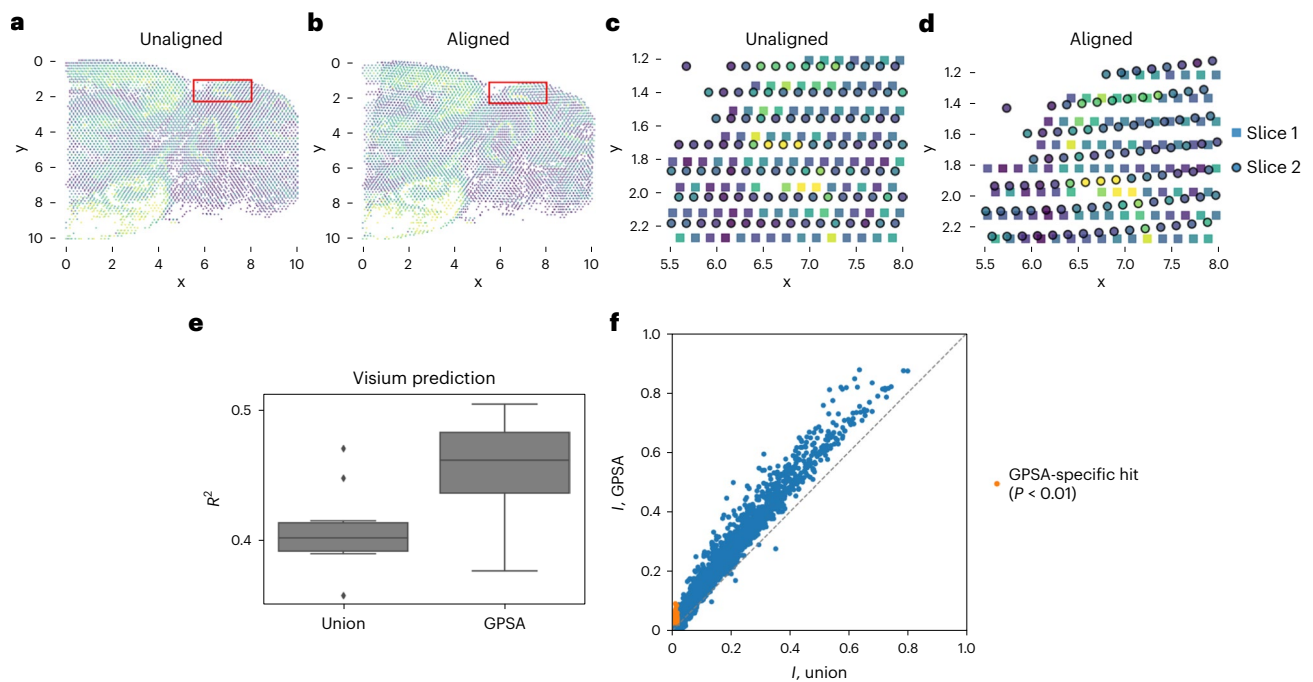 a
Unaligned
0
2
4
6
8
10
y
0 2 4 6 8 10
x
b
Aligned
0
2
4
6
8
10
y
0 2 4 6 8 10
x
c
Unaligned
1.2
1.4
1.6
1.8
2.0
2.2
y
5.5 6.0 6.5 7.0 7.5 8.0
x
d
Aligned
1.2
1.4
1.6
1.8
2.0
2.2
y
5.5 6.0 6.5 7.0 7.5 8.0
x
Slice 1
Slice 2
e
Visium prediction
0.5
0.4
R²
Union GPSA
f
1.0
0.8
0.6
0.4
0.2
0
I, GPSA
0 0.2 0.4 0.6 0.8 1.0
I, union
GPSA-specific hit
(P < 0.01)